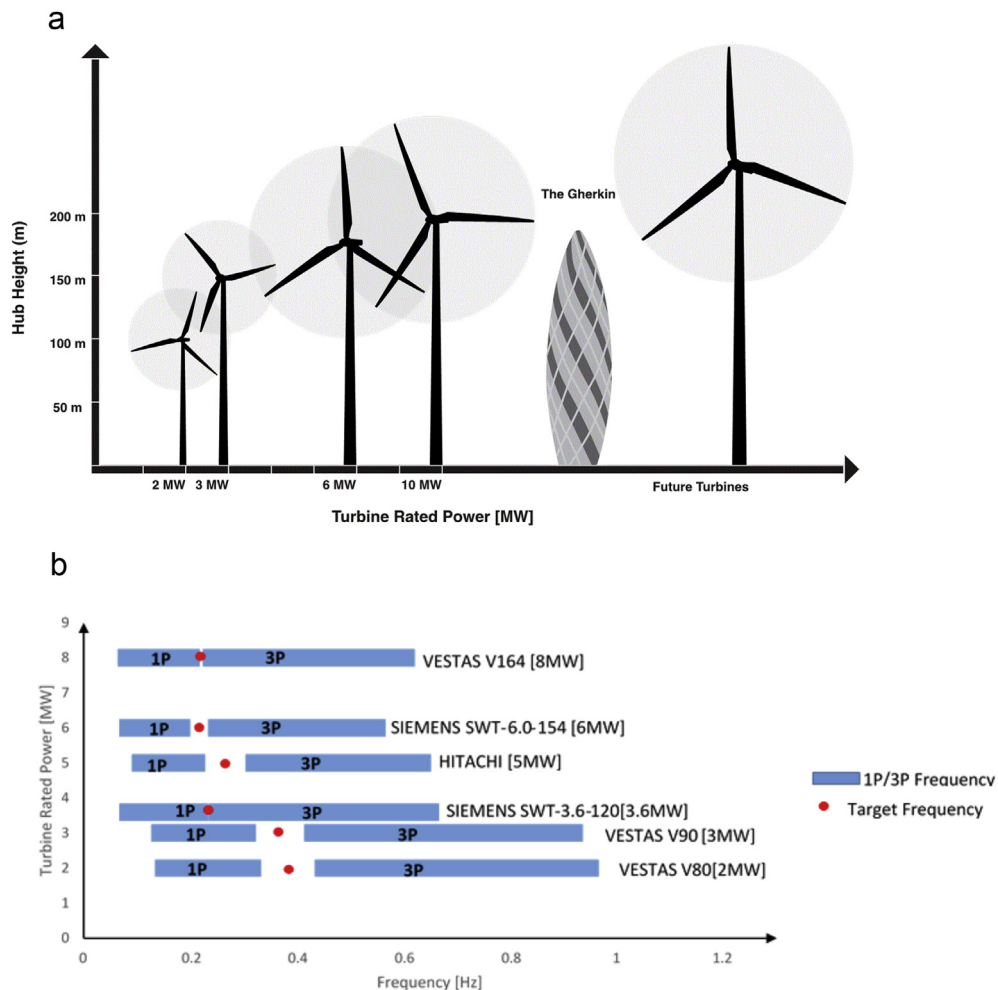 a
The Gherkin
200 m
150 m
100 m
50 m
Hub Height (m)
2 MW
3 MW
6 MW
10 MW
Future Turbines
Turbine Rated Power [MW]
b
9
8
7
6
5
4
3
2
1
0
Turbine Rated Power [MW]
1P
3P
VESTAS V164 [8MW]
1P
3P
SIEMENS SWT-6.0-154 [6MW]
1P
3P
HITACHI [5MW]
1P
3P
SIEMENS SWT-3.6-120[3.6MW]
1P
3P
VESTAS V90 [3MW]
1P
3P
VESTAS V80[2MW]
1P/3P Frequency
Target Frequency
0
0.2
0.4
0.6
0.8
1
1.2
Frequency [Hz]